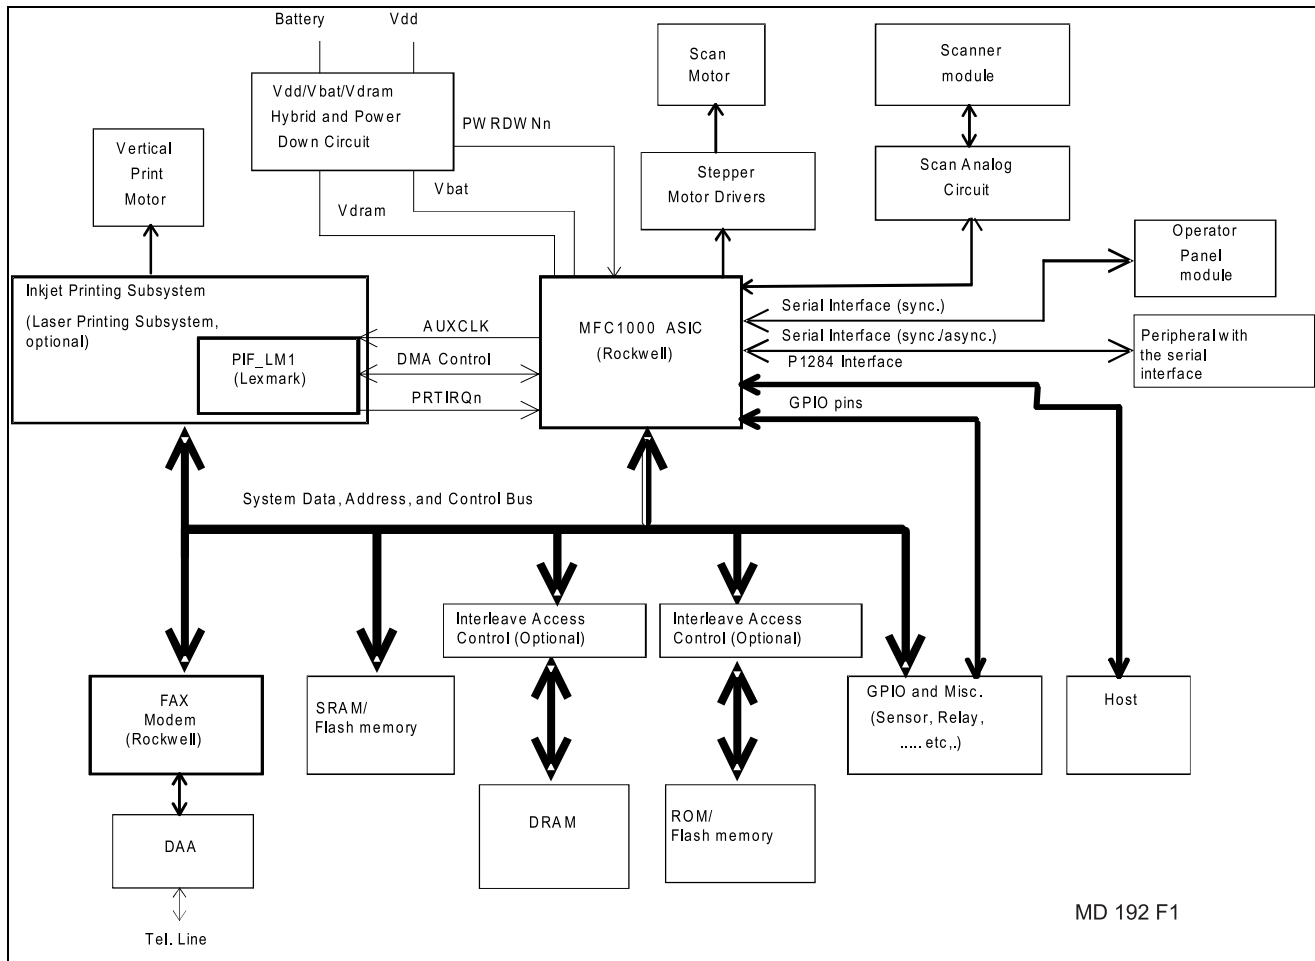 Battery
Vdd
Vdd/Vbat/Vdram
Hybrid and Power
Down Circuit
PWRDWNn
Vbat
Vdram
Scan
Motor
Stepper
Motor Drivers
Scanner
module
Scan Analog
Circuit
Vertical
Print
Motor
Operator
Panel
module
Inkjet Printing Subsystem
(Laser Printing Subsystem,
optional)
PIF_LM1
(Lexmark)
AUXCLK
DMA Control
PRTIRQn
MFC1000 ASIC
(Rockwell)
Serial Interface (sync.)
Serial Interface (sync./async.)
P1284 Interface
GPIO pins
Peripheral with
the serial
interface
System Data, Address, and Control Bus
Interleave Access
Control (Optional)
Interleave Access
Control (Optional)
FAX
Modem
(Rockwell)
SRAM/
Flash memory
GPIO and Misc.
(Sensor, Relay,
..... etc,.)
Host
DAA
DRAM
ROM/
Flash memory
Tel. Line
MD 192 F1